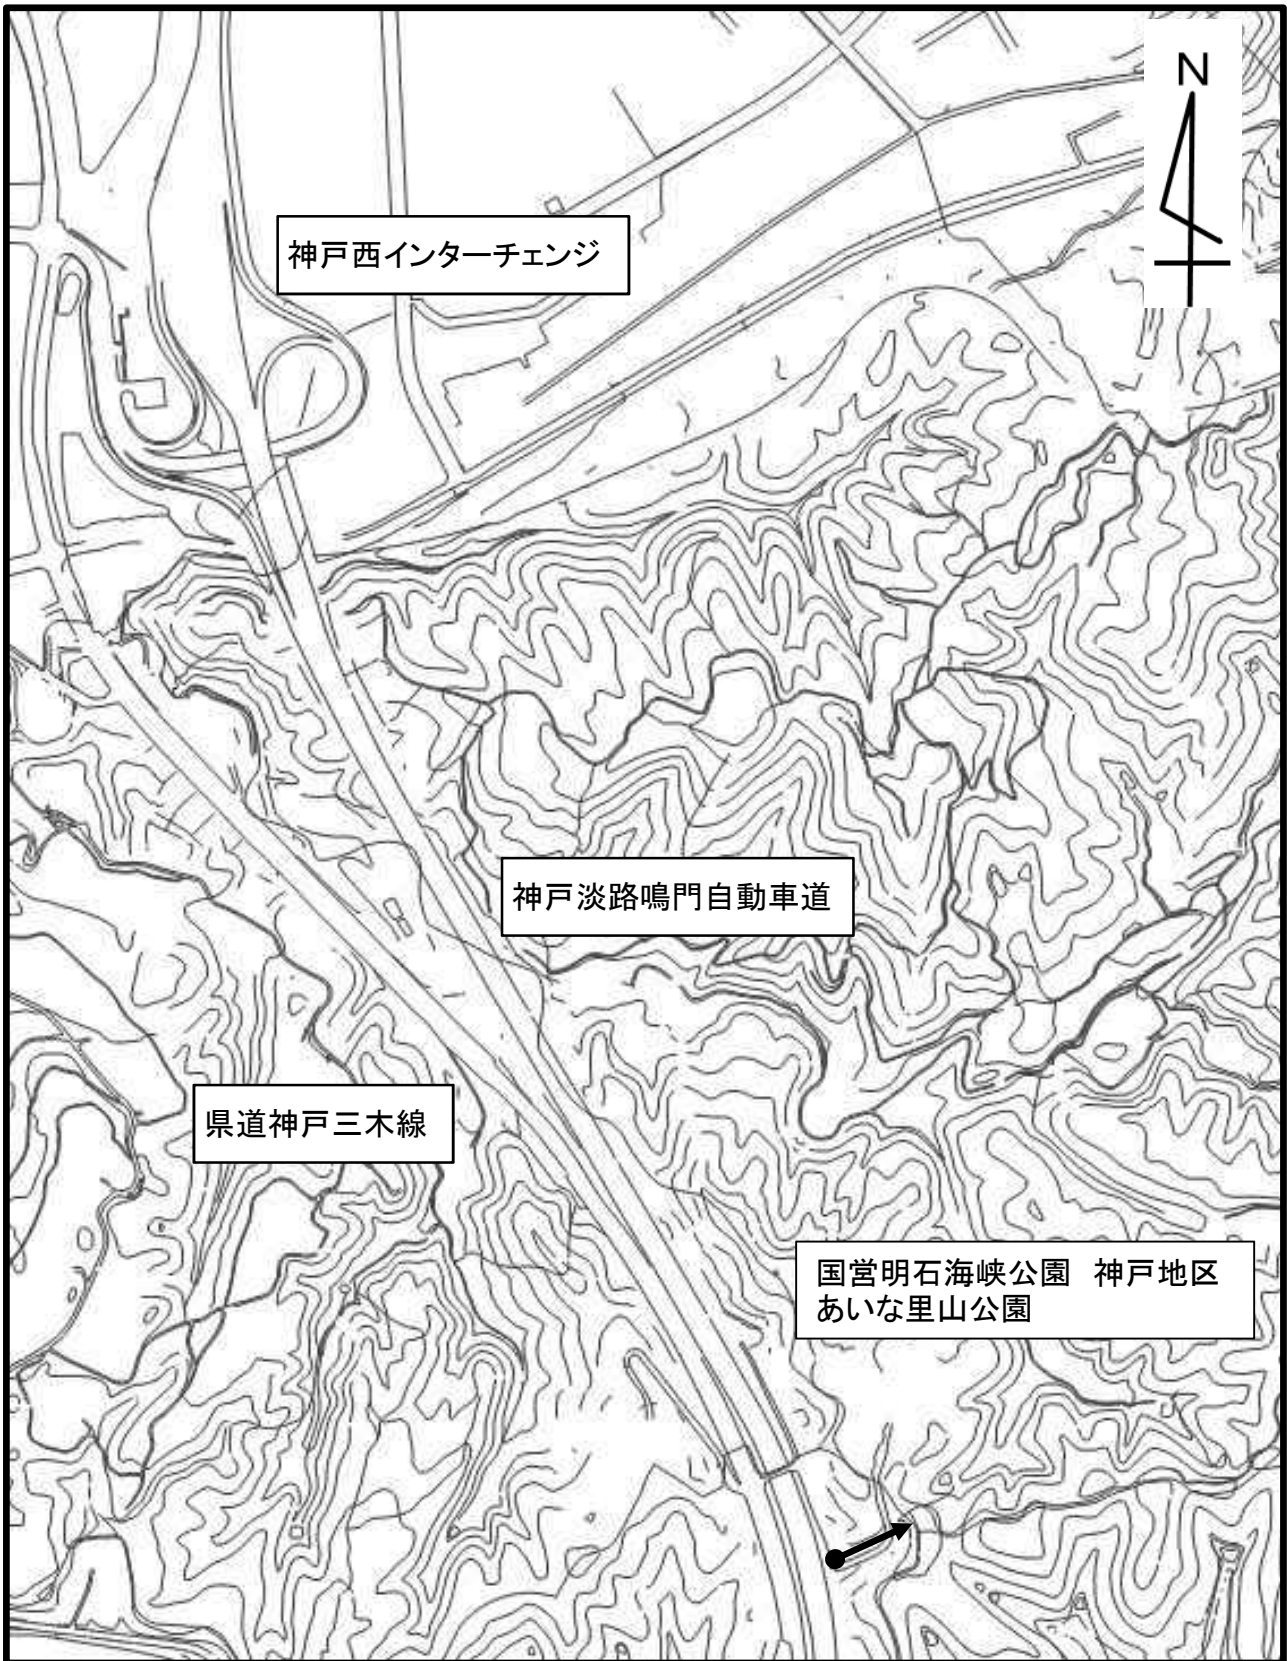 N
神戸西インターチェンジ
神戸淡路鳴門自動車道
県道神戸三木線
国営明石海峡公園　神戸地区
あいな里山公園